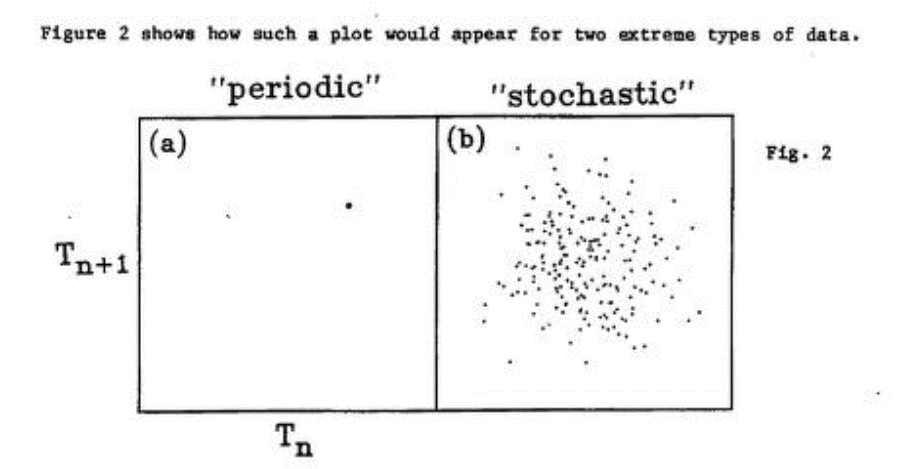 Figure 2 shows how such a plot would appear for two extreme types of data.
"periodic" "stochastic"
(a) (b)
Fig. 2
Tn+1
Tn